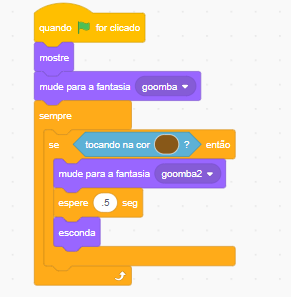 quando for clicado
mostre
mude para a fantasia goomba
sempre
se tocando na cor ? então
mude para a fantasia goomba2
espere .5 seg
esconda